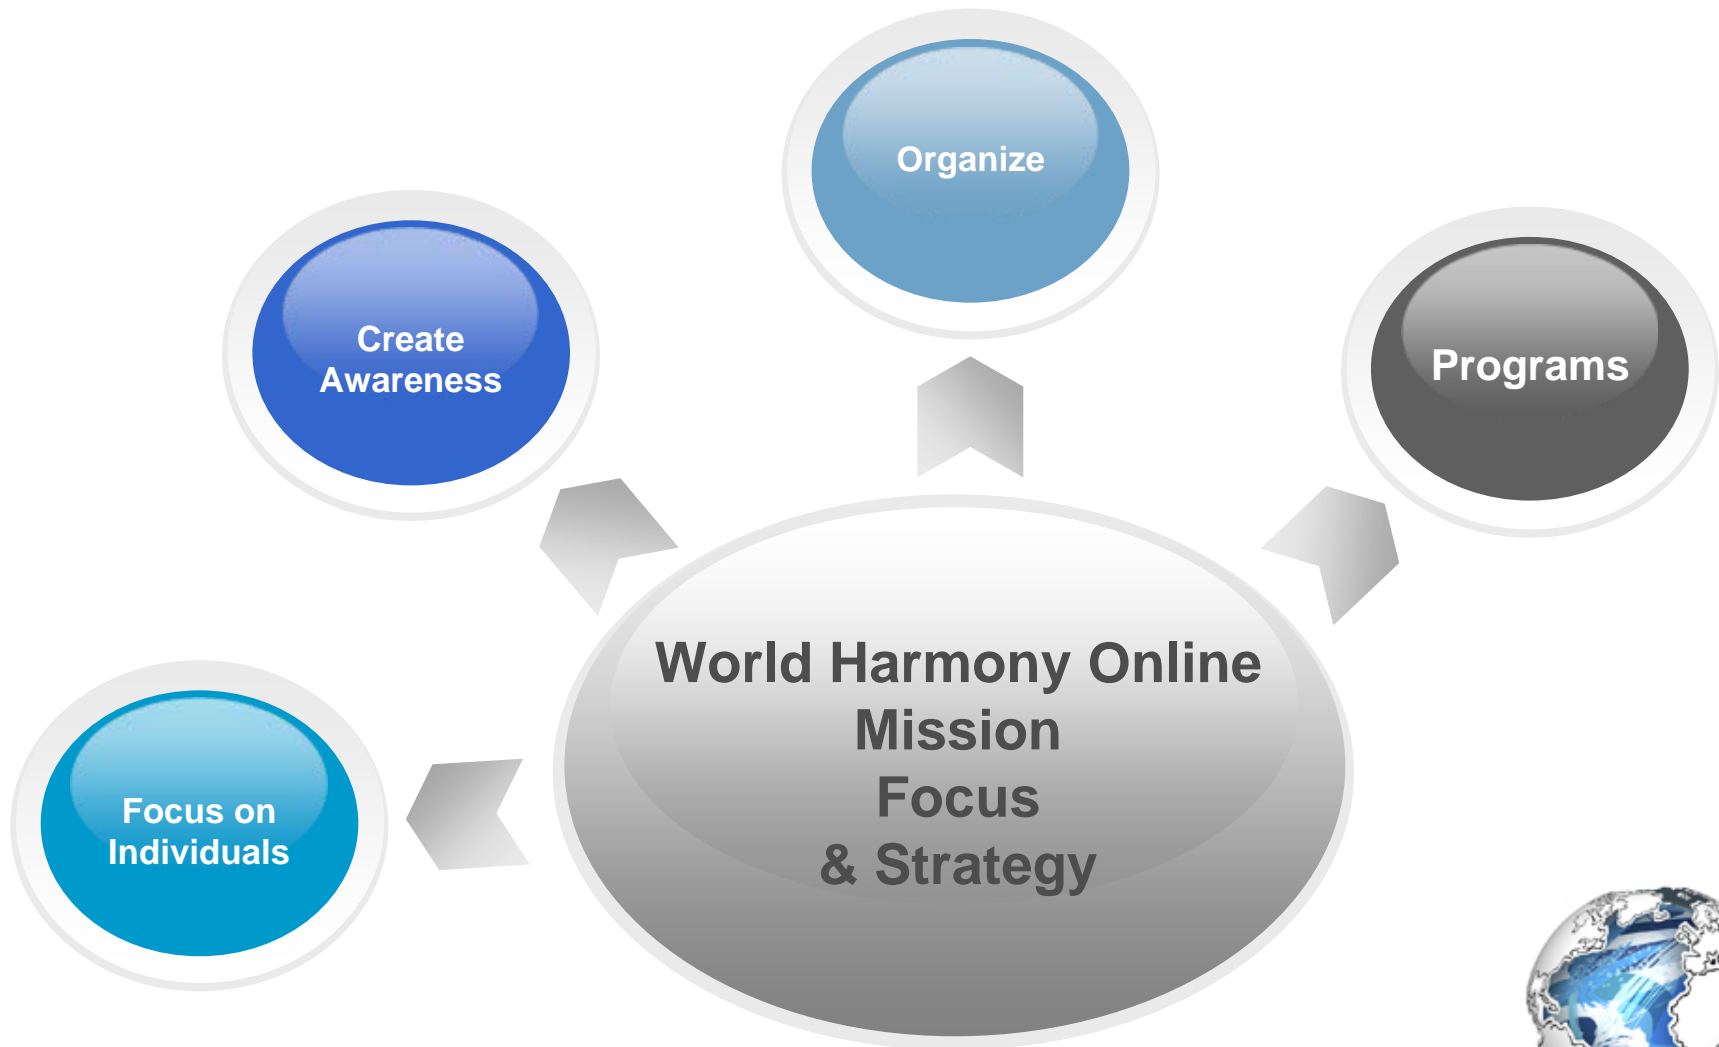 Organize
Create
Awareness
Programs
World Harmony Online
Mission
Focus
& Strategy
Focus on
Individuals